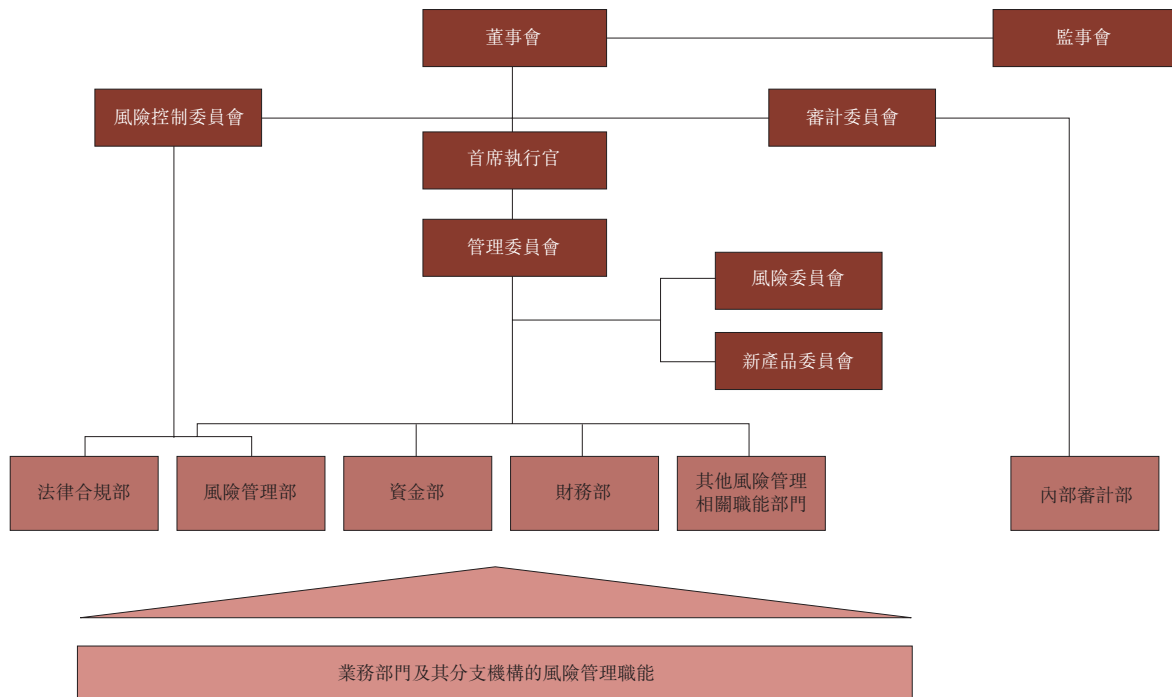 董事會
監事會
風險控制委員會
審計委員會
首席執行官
管理委員會
風險委員會
新產品委員會
法律合規部
風險管理部
資金部
財務部
其他風險管理
相關職能部門
內部審計部
業務部門及其分支機構的風險管理職能